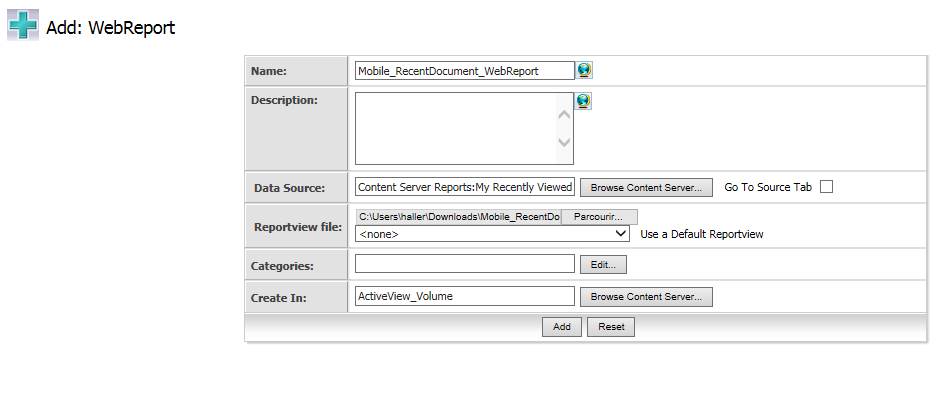 Add: WebReport
Name:
Mobile_RecentDocument_WebReport
Description:
Data Source:
Content Server Reports:My Recently Viewed
Browse Content Server...
Go To Source Tab
Reportview file:
C:\Users\haller\Downloads\Mobile_RecentDo
Parcourir...
<none>
Use a Default Reportview
Categories:
Edit...
Create In:
ActiveView_Volume
Browse Content Server...
Add
Reset